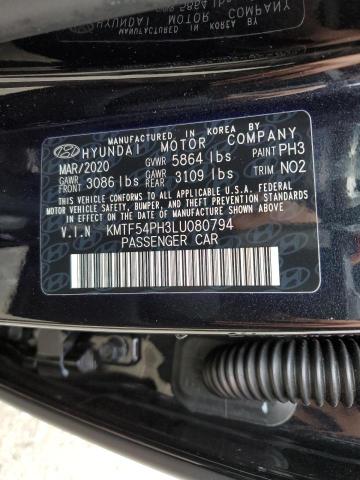 MANUFACTURED IN KOREA BY
HYUNDAI MOTOR COMPANY
MAR/2020 GVWR 5864 lbs PAINT PH3
GAWR FRONT 3086 lbs GAWR REAR 3109 lbs TRIM NO2
THIS VEHICLE CONFORMS TO ALL APPLICABLE U.S.A. FEDERAL
MOTOR VEHICLE SAFETY, BUMPER, AND THEFT PREVENTION
STANDARDS IN EFFECT ON THE DATE OF MANUFACTURE
SHOWN ABOVE.
V.I.N KMTF54PH3LU080794
PASSENGER CAR